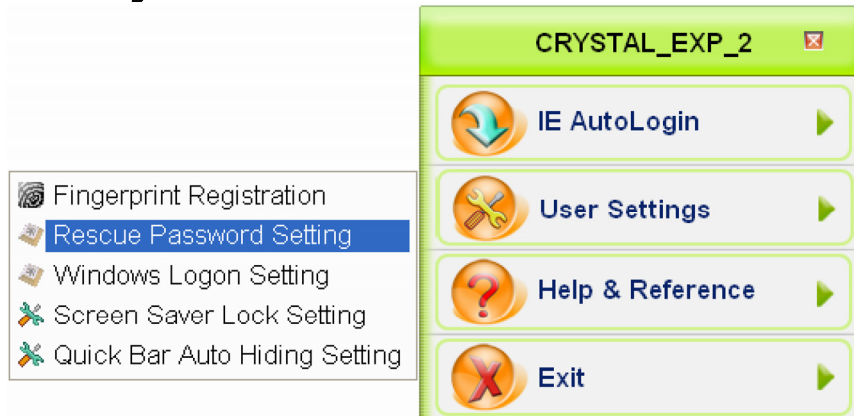 CRYSTAL_EXP_2
IE AutoLogin
User Settings
Help & Reference
Exit
Fingerprint Registration
Rescue Password Setting
Windows Logon Setting
Screen Saver Lock Setting
Quick Bar Auto Hiding Setting